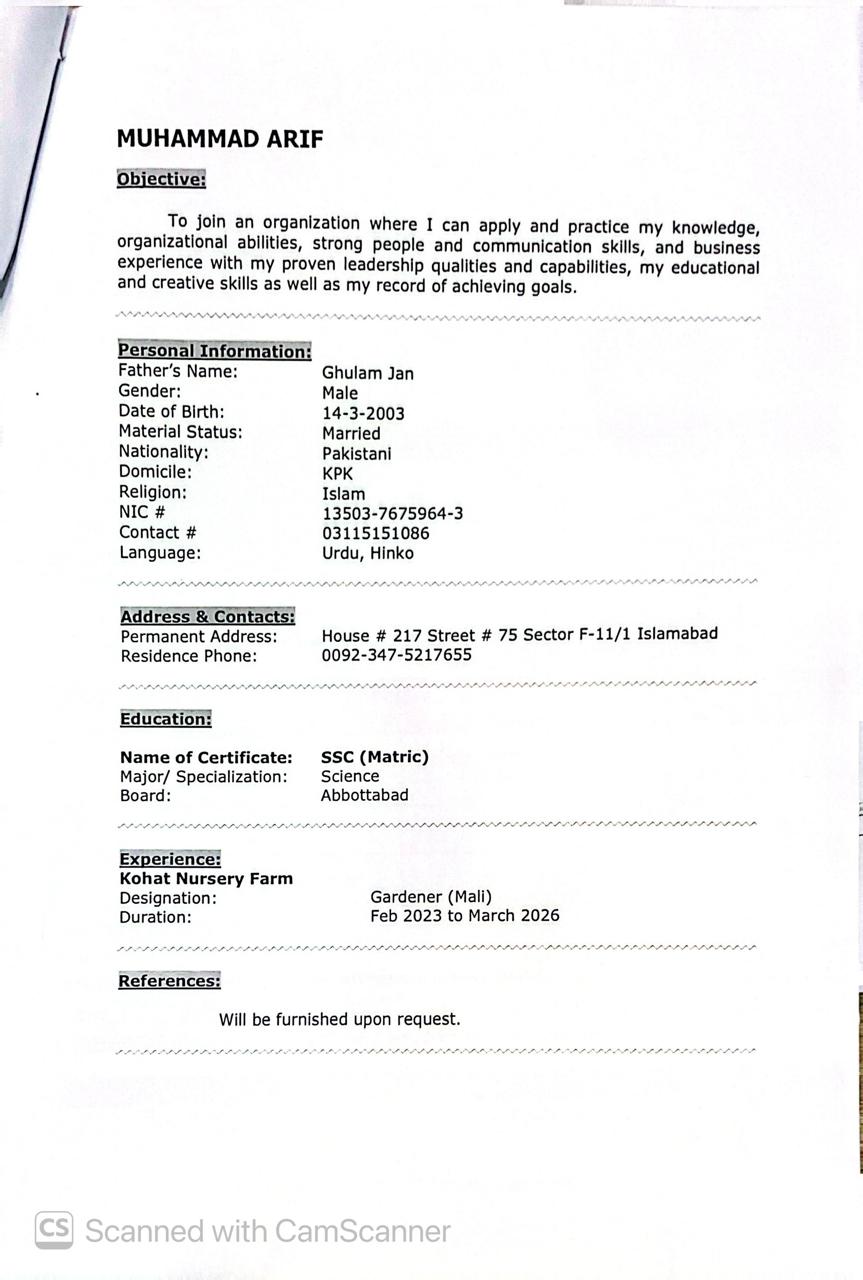 MUHAMMAD ARIF
Objective:
To join an organization where I can apply and practice my knowledge,
organizational abilities, strong people and communication skills, and business
experience with my proven leadership qualities and capabilities, my educational
and creative skills as well as my record of achieving goals.
Personal Information:
Father's Name: Ghulam Jan
Gender: Male
Date of Birth: 14-3-2003
Material Status: Married
Nationality: Pakistani
Domicile: KPK
Religion: Islam
NIC # 13503-7675964-3
Contact # 03115151086
Language: Urdu, Hinko
Address & Contacts:
Permanent Address: House # 217 Street # 75 Sector F-11/1 Islamabad
Residence Phone: 0092-347-5217655
Education:
Name of Certificate: SSC (Matric)
Major/ Specialization: Science
Board: Abbottabad
Experience:
Kohat Nursery Farm
Designation: Gardener (Mali)
Duration: Feb 2023 to March 2026
References:
Will be furnished upon request.
CS Scanned with CamScanner